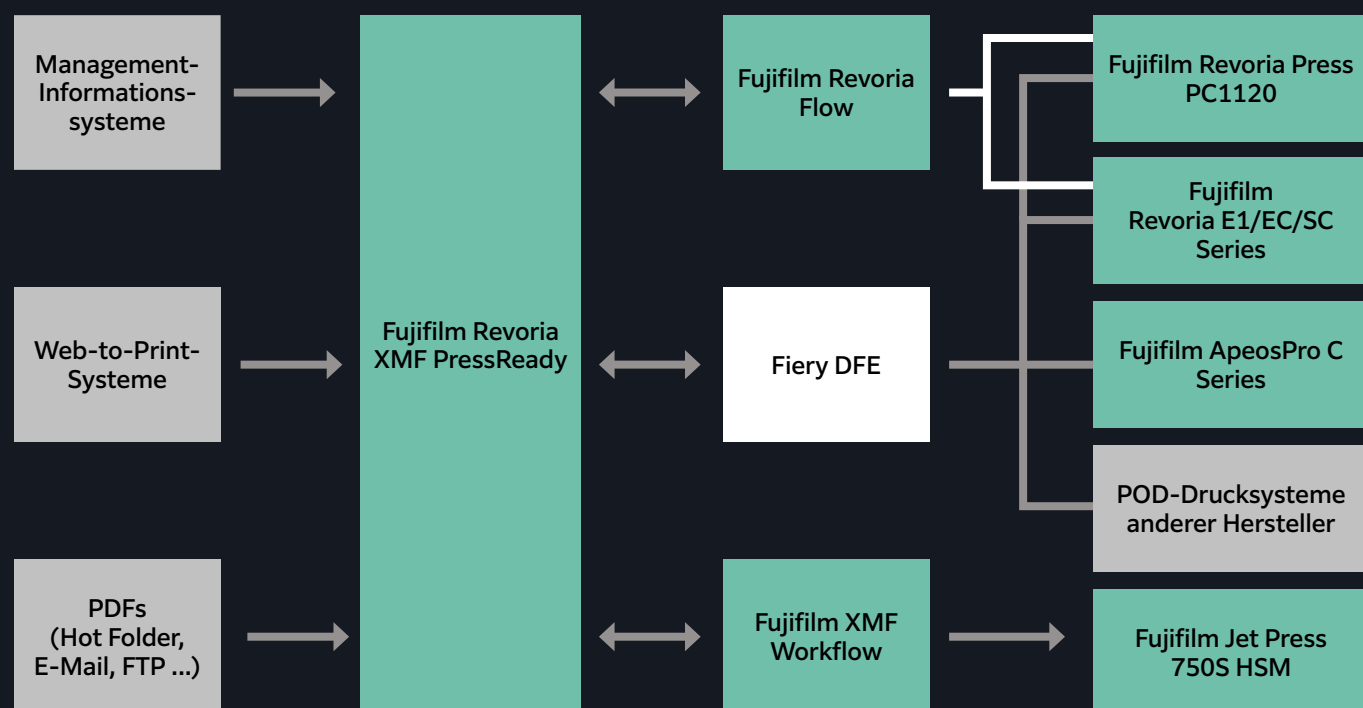 Management-
Informations-
systeme
Web-to-Print-
Systeme
PDFs
(Hot Folder,
E-Mail, FTP ...)
Fujifilm Revoria
XMF PressReady
Fujifilm Revoria
Flow
Fiery DFE
Fujifilm XMF
Workflow
Fujifilm Revoria Press
PC1120
Fujifilm
Revoria E1/EC/SC
Series
Fujifilm ApeosPro C
Series
POD-Drucksysteme
anderer Hersteller
Fujifilm Jet Press
750S HSM